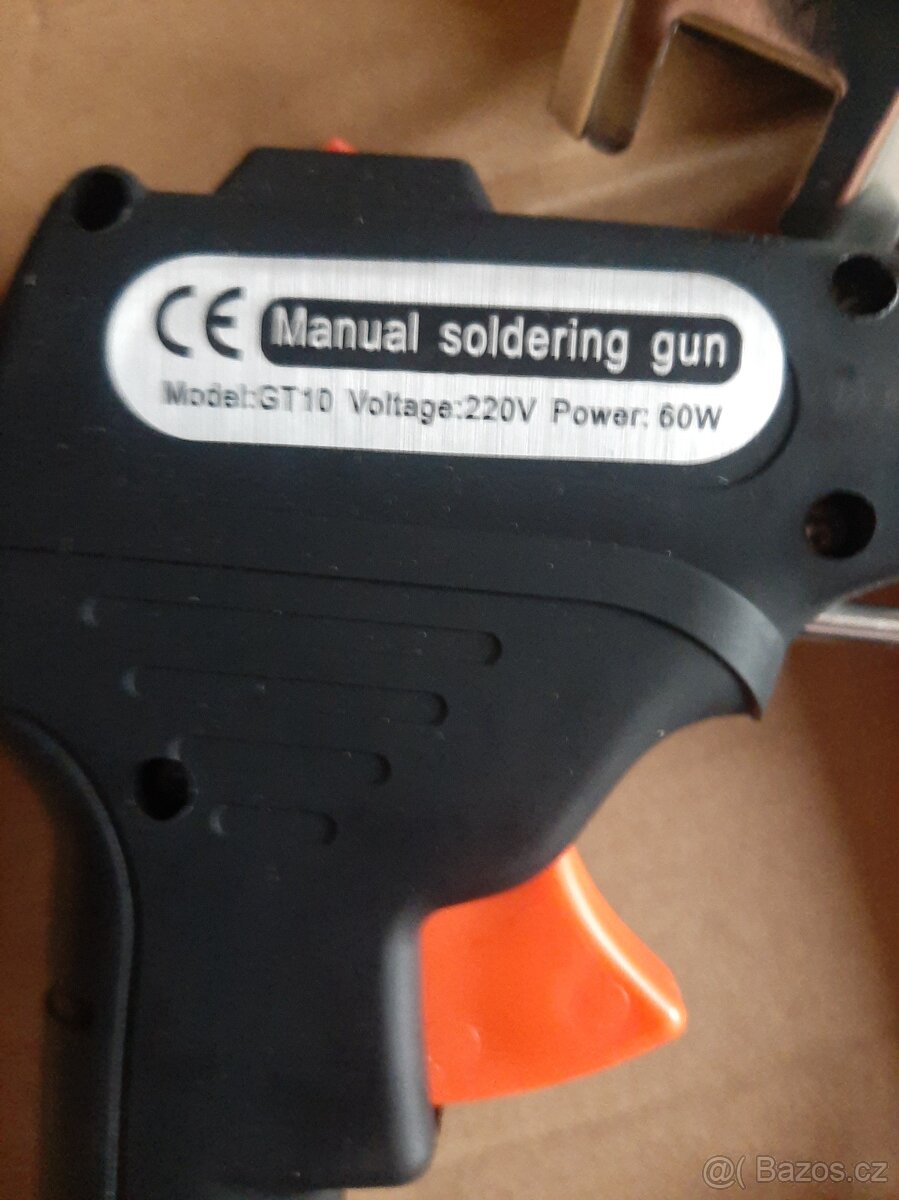 CE Manual soldering gun
Model:GT10 Voltage:220V Power: 60W
@( Bazos.cz